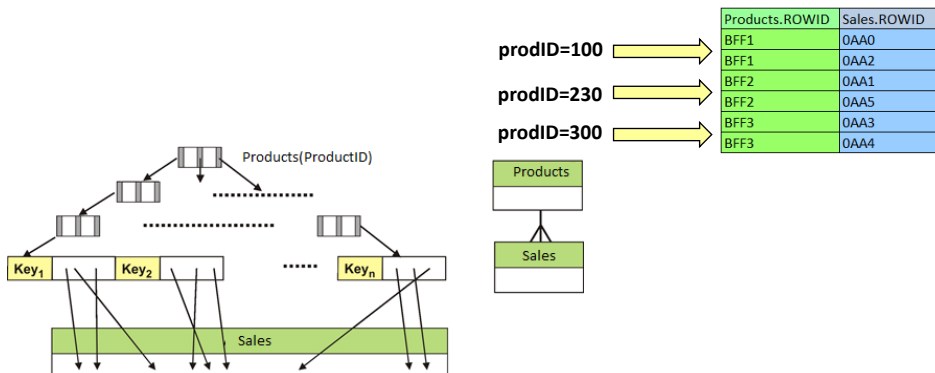 Products.ROWID Sales.ROWID
BFF1 0AA0
BFF1 0AA2
BFF2 0AA1
BFF2 0AA5
BFF3 0AA3
BFF3 0AA4
prodID=100
prodID=230
prodID=300
Products(ProductID)
Products
Sales
Key1
Key2
Keyn
Sales